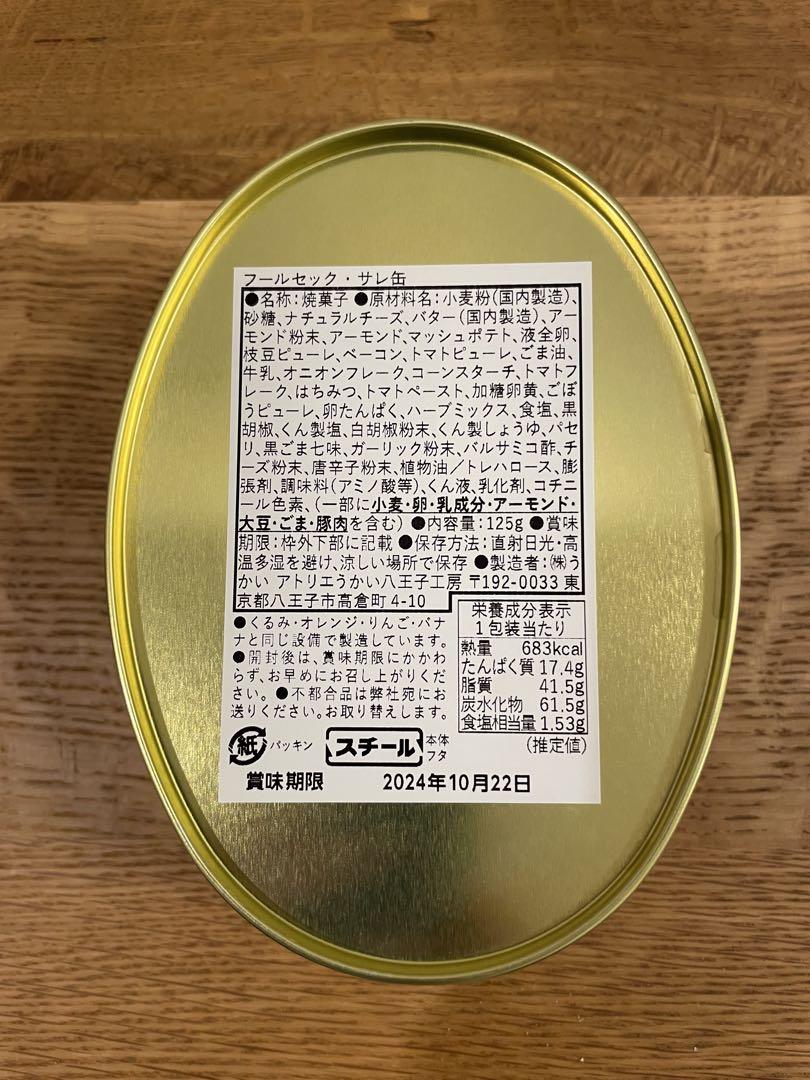 フールセック・サレ缶
●名称：焼菓子 ●原材料名：小麦粉（国内製造）、
砂糖、ナチュラルチーズ、バター（国内製造）、アー
モンド粉末、アーモンド、マッシュポテト、液全卵、
枝豆ピューレ、ベーコン、トマトピューレ、ごま油、
牛乳、オニオンフレーク、コーンスターチ、トマトフ
レーク、はちみつ、トマトペースト、加糖卵黄、ごぼ
うピューレ、卵たんぱく、ハーブミックス、食塩、黒
胡椒、くん製塩、白胡椒粉末、くん製しょうゆ、パセ
リ、黒ごま七味、ガーリック粉末、バルサミコ酢、チ
ーズ粉末、唐辛子粉末、植物油／トレハロース、膨
張剤、調味料（アミノ酸等）、くん液、乳化剤、コチニ
ール色素、（一部に小麦・卵・乳成分・アーモンド・
大豆・ごま・豚肉を含む） ●内容量：125g ●賞味
期限：枠外下部に記載 ●保存方法：直射日光・高
温多湿を避け、涼しい場所で保存 ●製造者：㈱う
かい アトリエうかい八王子工房 〒192-0033 東
京都八王子市高倉町4-10
●くるみ・オレンジ・りんご・バナ
ナと同じ設備で製造しています。
●開封後は、賞味期限にかかわ
らず、お早めにお召し上がりくだ
さい。 ●不都合品は弊社宛にお
送りください。お取り替えします。
栄養成分表示
1包装当たり
熱量 683kcal
たんぱく質 17.4g
脂質 41.5g
炭水化物 61.5g
食塩相当量 1.53g
（推定値）
紙 パッキン スチール 本体
フタ
賞味期限 2024年10月22日